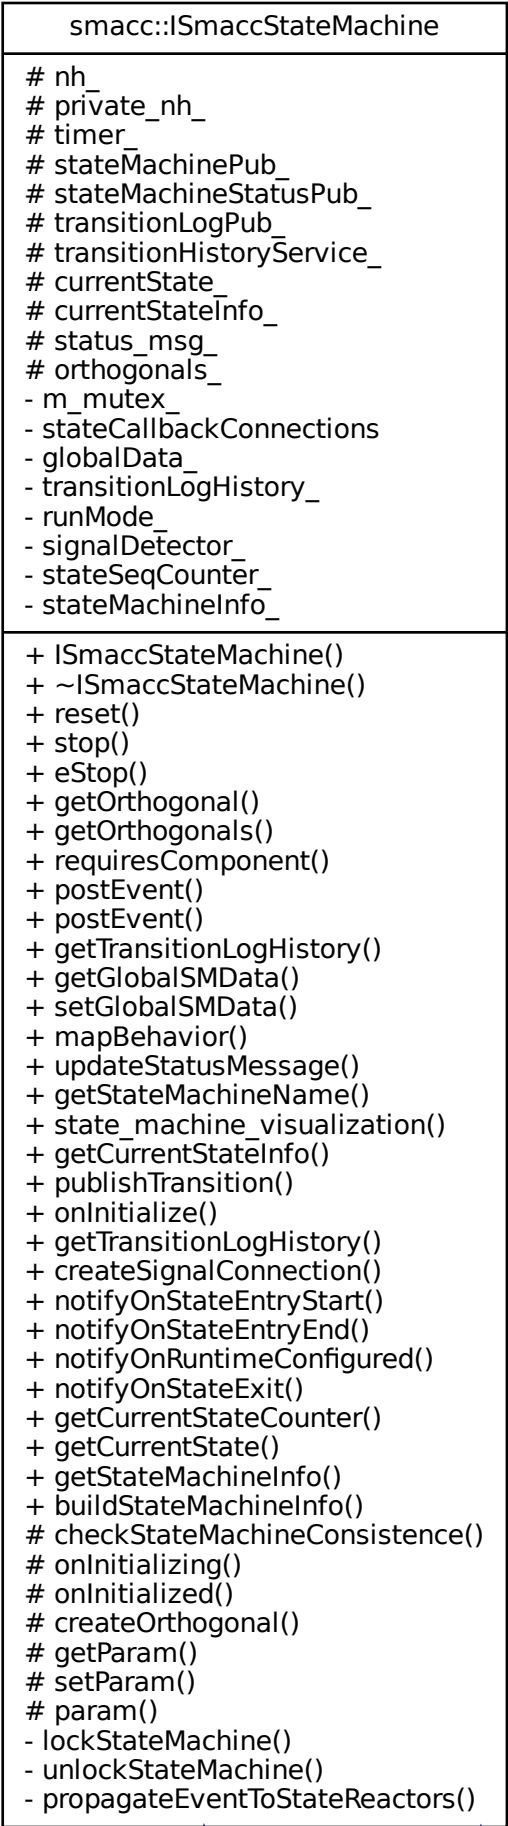 smacc::ISmaccStateMachine
# nh_
# private_nh_
# timer_
# stateMachinePub_
# stateMachineStatusPub_
# transitionLogPub_
# transitionHistoryService_
# currentState_
# currentStateInfo_
# status_msg_
# orthogonals_
- m_mutex_
- stateCallbackConnections
- globalData_
- transitionLogHistory_
- runMode_
- signalDetector_
- stateSeqCounter_
- stateMachineInfo_
+ ISmaccStateMachine()
+ ~ISmaccStateMachine()
+ reset()
+ stop()
+ eStop()
+ getOrthogonal()
+ getOrthogonals()
+ requiresComponent()
+ postEvent()
+ postEvent()
+ getTransitionLogHistory()
+ getGlobalSMData()
+ setGlobalSMData()
+ mapBehavior()
+ updateStatusMessage()
+ getStateMachineName()
+ state_machine_visualization()
+ getCurrentStateInfo()
+ publishTransition()
+ onInitialize()
+ getTransitionLogHistory()
+ createSignalConnection()
+ notifyOnStateEntryStart()
+ notifyOnStateEntryEnd()
+ notifyOnRuntimeConfigured()
+ notifyOnStateExit()
+ getCurrentStateCounter()
+ getCurrentState()
+ getStateMachineInfo()
+ buildStateMachineInfo()
# checkStateMachineConsistence()
# onInitializing()
# onInitialized()
# createOrthogonal()
# getParam()
# setParam()
# param()
- lockStateMachine()
- unlockStateMachine()
- propagateEventToStateReactors()